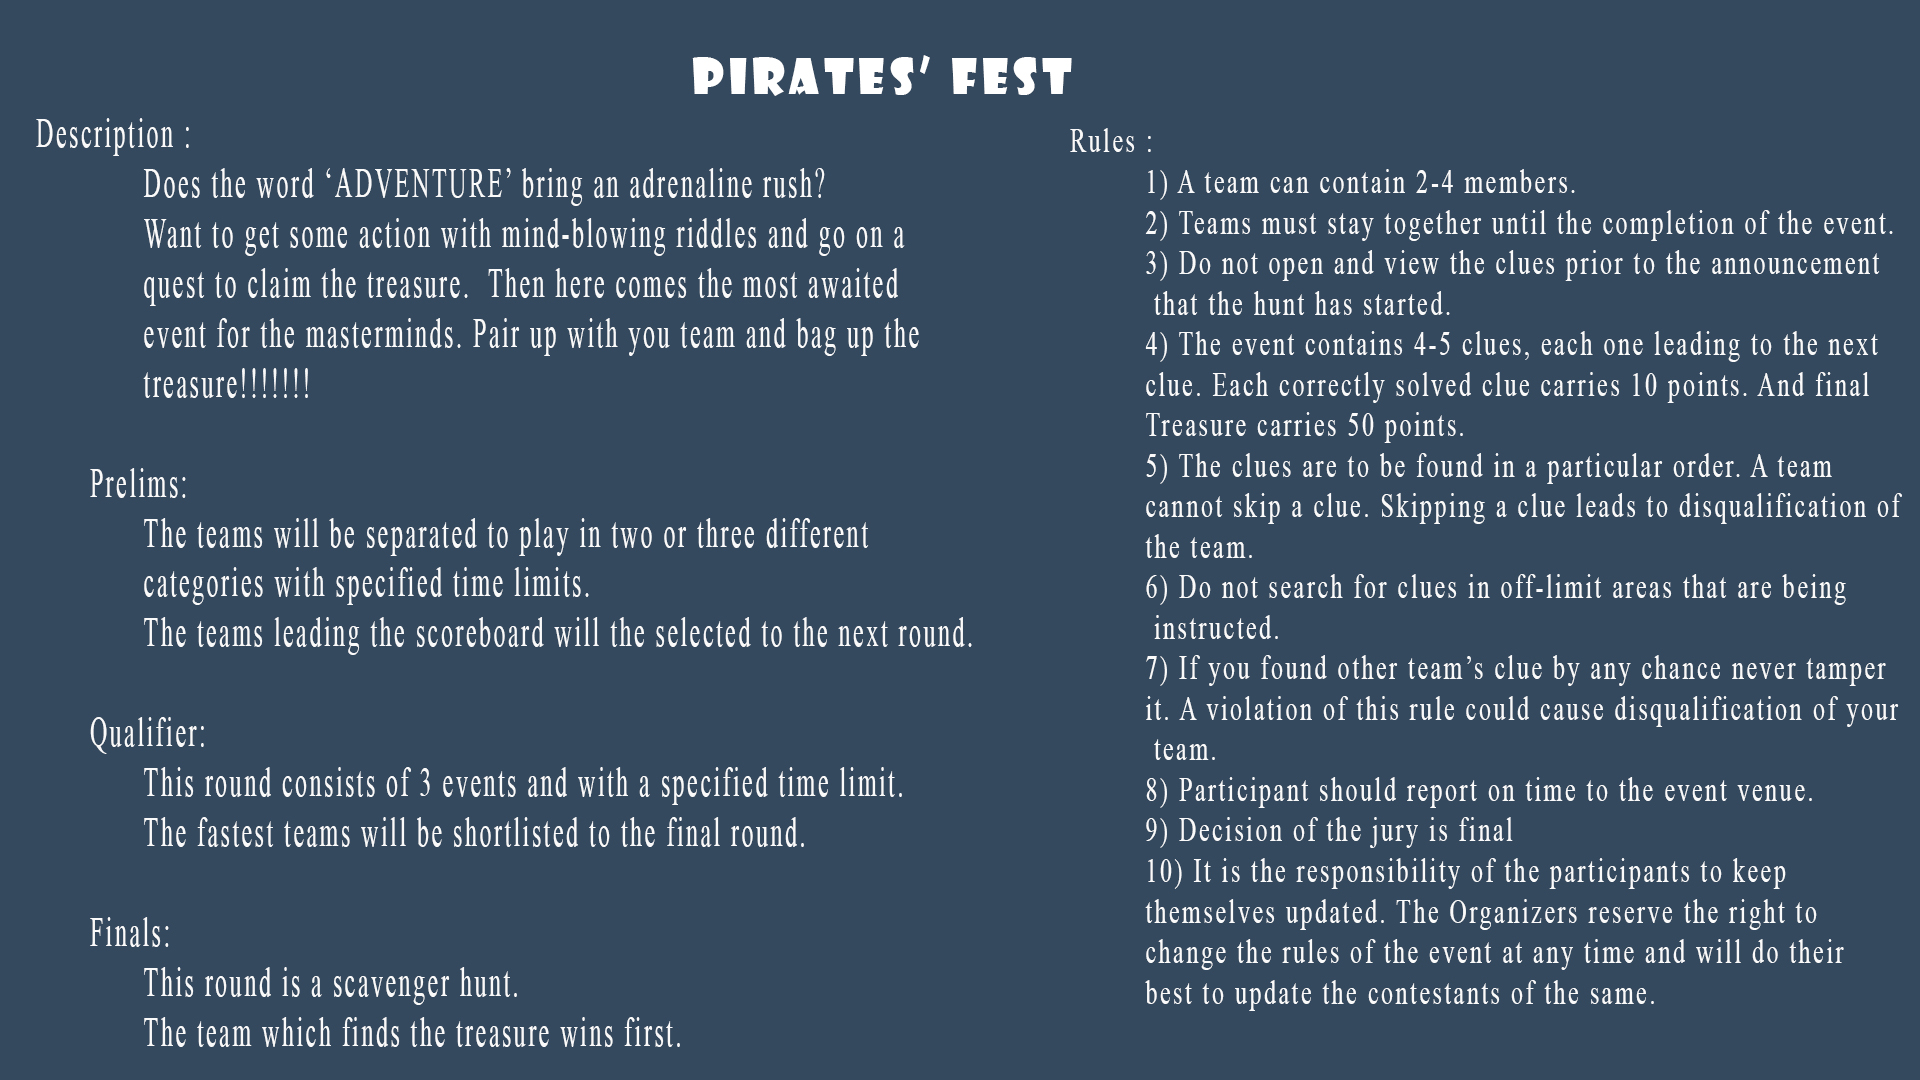 PIRATES' FEST
Description :
Does the word ‘ADVENTURE’ bring an adrenaline rush?
Want to get some action with mind-blowing riddles and go on a
quest to claim the treasure.  Then here comes the most awaited
event for the masterminds. Pair up with you team and bag up the
treasure!!!!!!!
Prelims:
The teams will be separated to play in two or three different
categories with specified time limits.
The teams leading the scoreboard will the selected to the next round.
Qualifier:
This round consists of 3 events and with a specified time limit.
The fastest teams will be shortlisted to the final round.
Finals:
This round is a scavenger hunt.
The team which finds the treasure wins first.
Rules :
1) A team can contain 2-4 members.
2) Teams must stay together until the completion of the event.
3) Do not open and view the clues prior to the announcement
that the hunt has started.
4) The event contains 4-5 clues, each one leading to the next
clue. Each correctly solved clue carries 10 points. And final
Treasure carries 50 points.
5) The clues are to be found in a particular order. A team
cannot skip a clue. Skipping a clue leads to disqualification of
the team.
6) Do not search for clues in off-limit areas that are being
instructed.
7) If you found other team’s clue by any chance never tamper
it. A violation of this rule could cause disqualification of your
team.
8) Participant should report on time to the event venue.
9) Decision of the jury is final
10) It is the responsibility of the participants to keep
themselves updated. The Organizers reserve the right to
change the rules of the event at any time and will do their
best to update the contestants of the same.